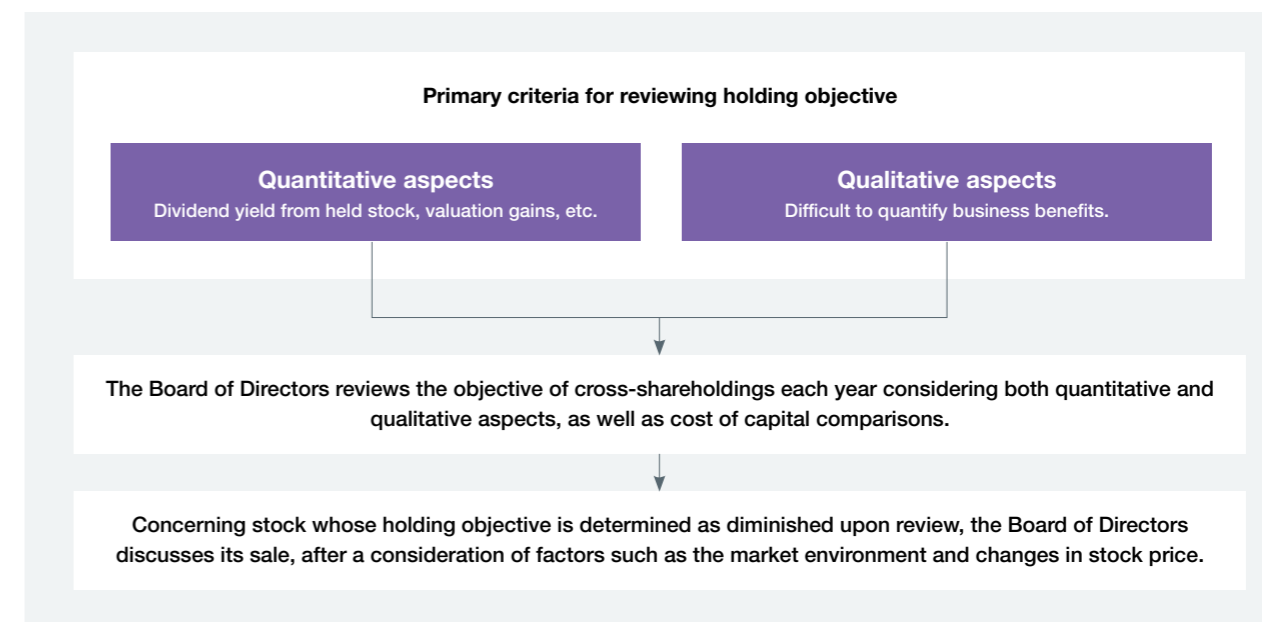 Primary criteria for reviewing holding objective
Quantitative aspects
Dividend yield from held stock, valuation gains, etc.
Qualitative aspects
Difficult to quantify business benefits.
The Board of Directors reviews the objective of cross-shareholdings each year considering both quantitative and
qualitative aspects, as well as cost of capital comparisons.
Concerning stock whose holding objective is determined as diminished upon review, the Board of Directors
discusses its sale, after a consideration of factors such as the market environment and changes in stock price.